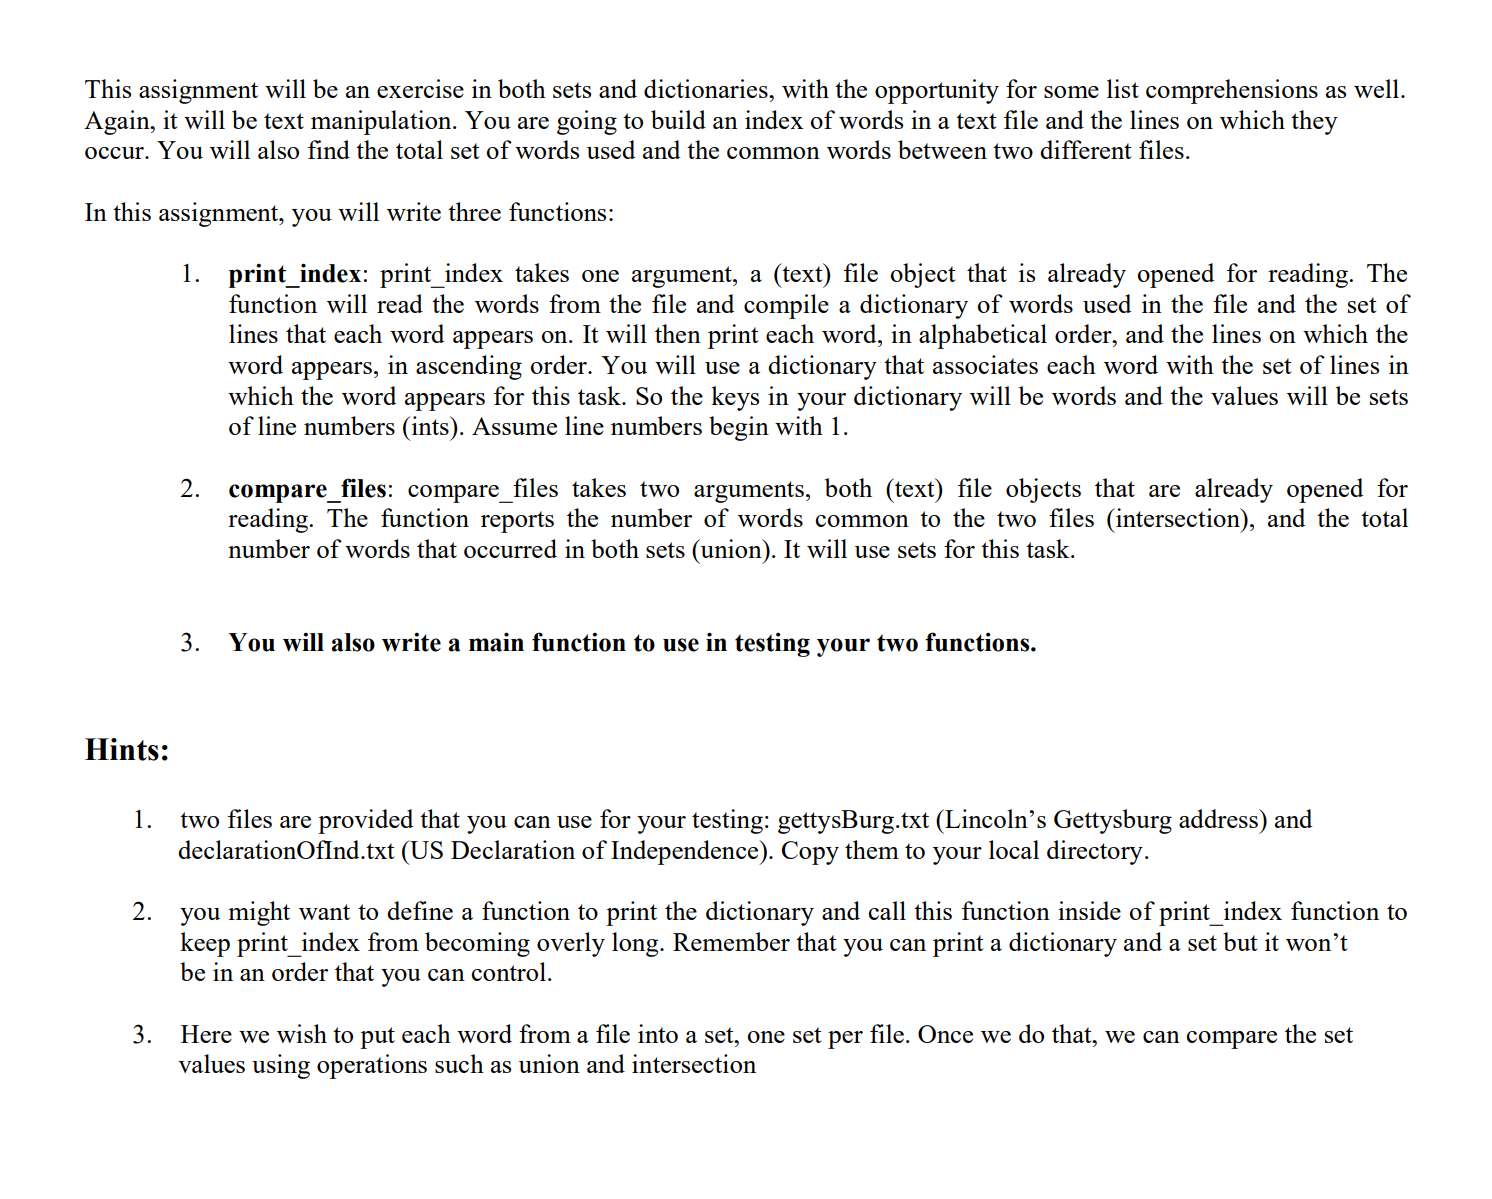 This assignment will be an exercise in both sets and dictionaries, with the opportunity for some list comprehensions as well.
Again, it will be text manipulation. You are going to build an index of words in a text file and the lines on which they
occur. You will also find the total set of words used and the common words between two different files.
In this assignment, you will write three functions:
1. print_index: print_index takes one argument, a (text) file object that is already opened for reading. The
function will read the words from the file and compile a dictionary of words used in the file and the set of
lines that each word appears on. It will then print each word, in alphabetical order, and the lines on which the
word appears, in ascending order. You will use a dictionary that associates each word with the set of lines in
which the word appears for this task. So the keys in your dictionary will be words and the values will be sets
of line numbers (ints). Assume line numbers begin with 1.
2. compare_files: compare_files takes two arguments, both (text) file objects that are already opened for
reading. The function reports the number of words common to the two files (intersection), and the total
number of words that occurred in both sets (union). It will use sets for this task.
3. You will also write a main function to use in testing your two functions.
Hints:
1. two files are provided that you can use for your testing: gettysBurg.txt (Lincoln’s Gettysburg address) and
declarationOfInd.txt (US Declaration of Independence). Copy them to your local directory.
2. you might want to define a function to print the dictionary and call this function inside of print_index function to
keep print_index from becoming overly long. Remember that you can print a dictionary and a set but it won’t
be in an order that you can control.
3. Here we wish to put each word from a file into a set, one set per file. Once we do that, we can compare the set
values using operations such as union and intersection